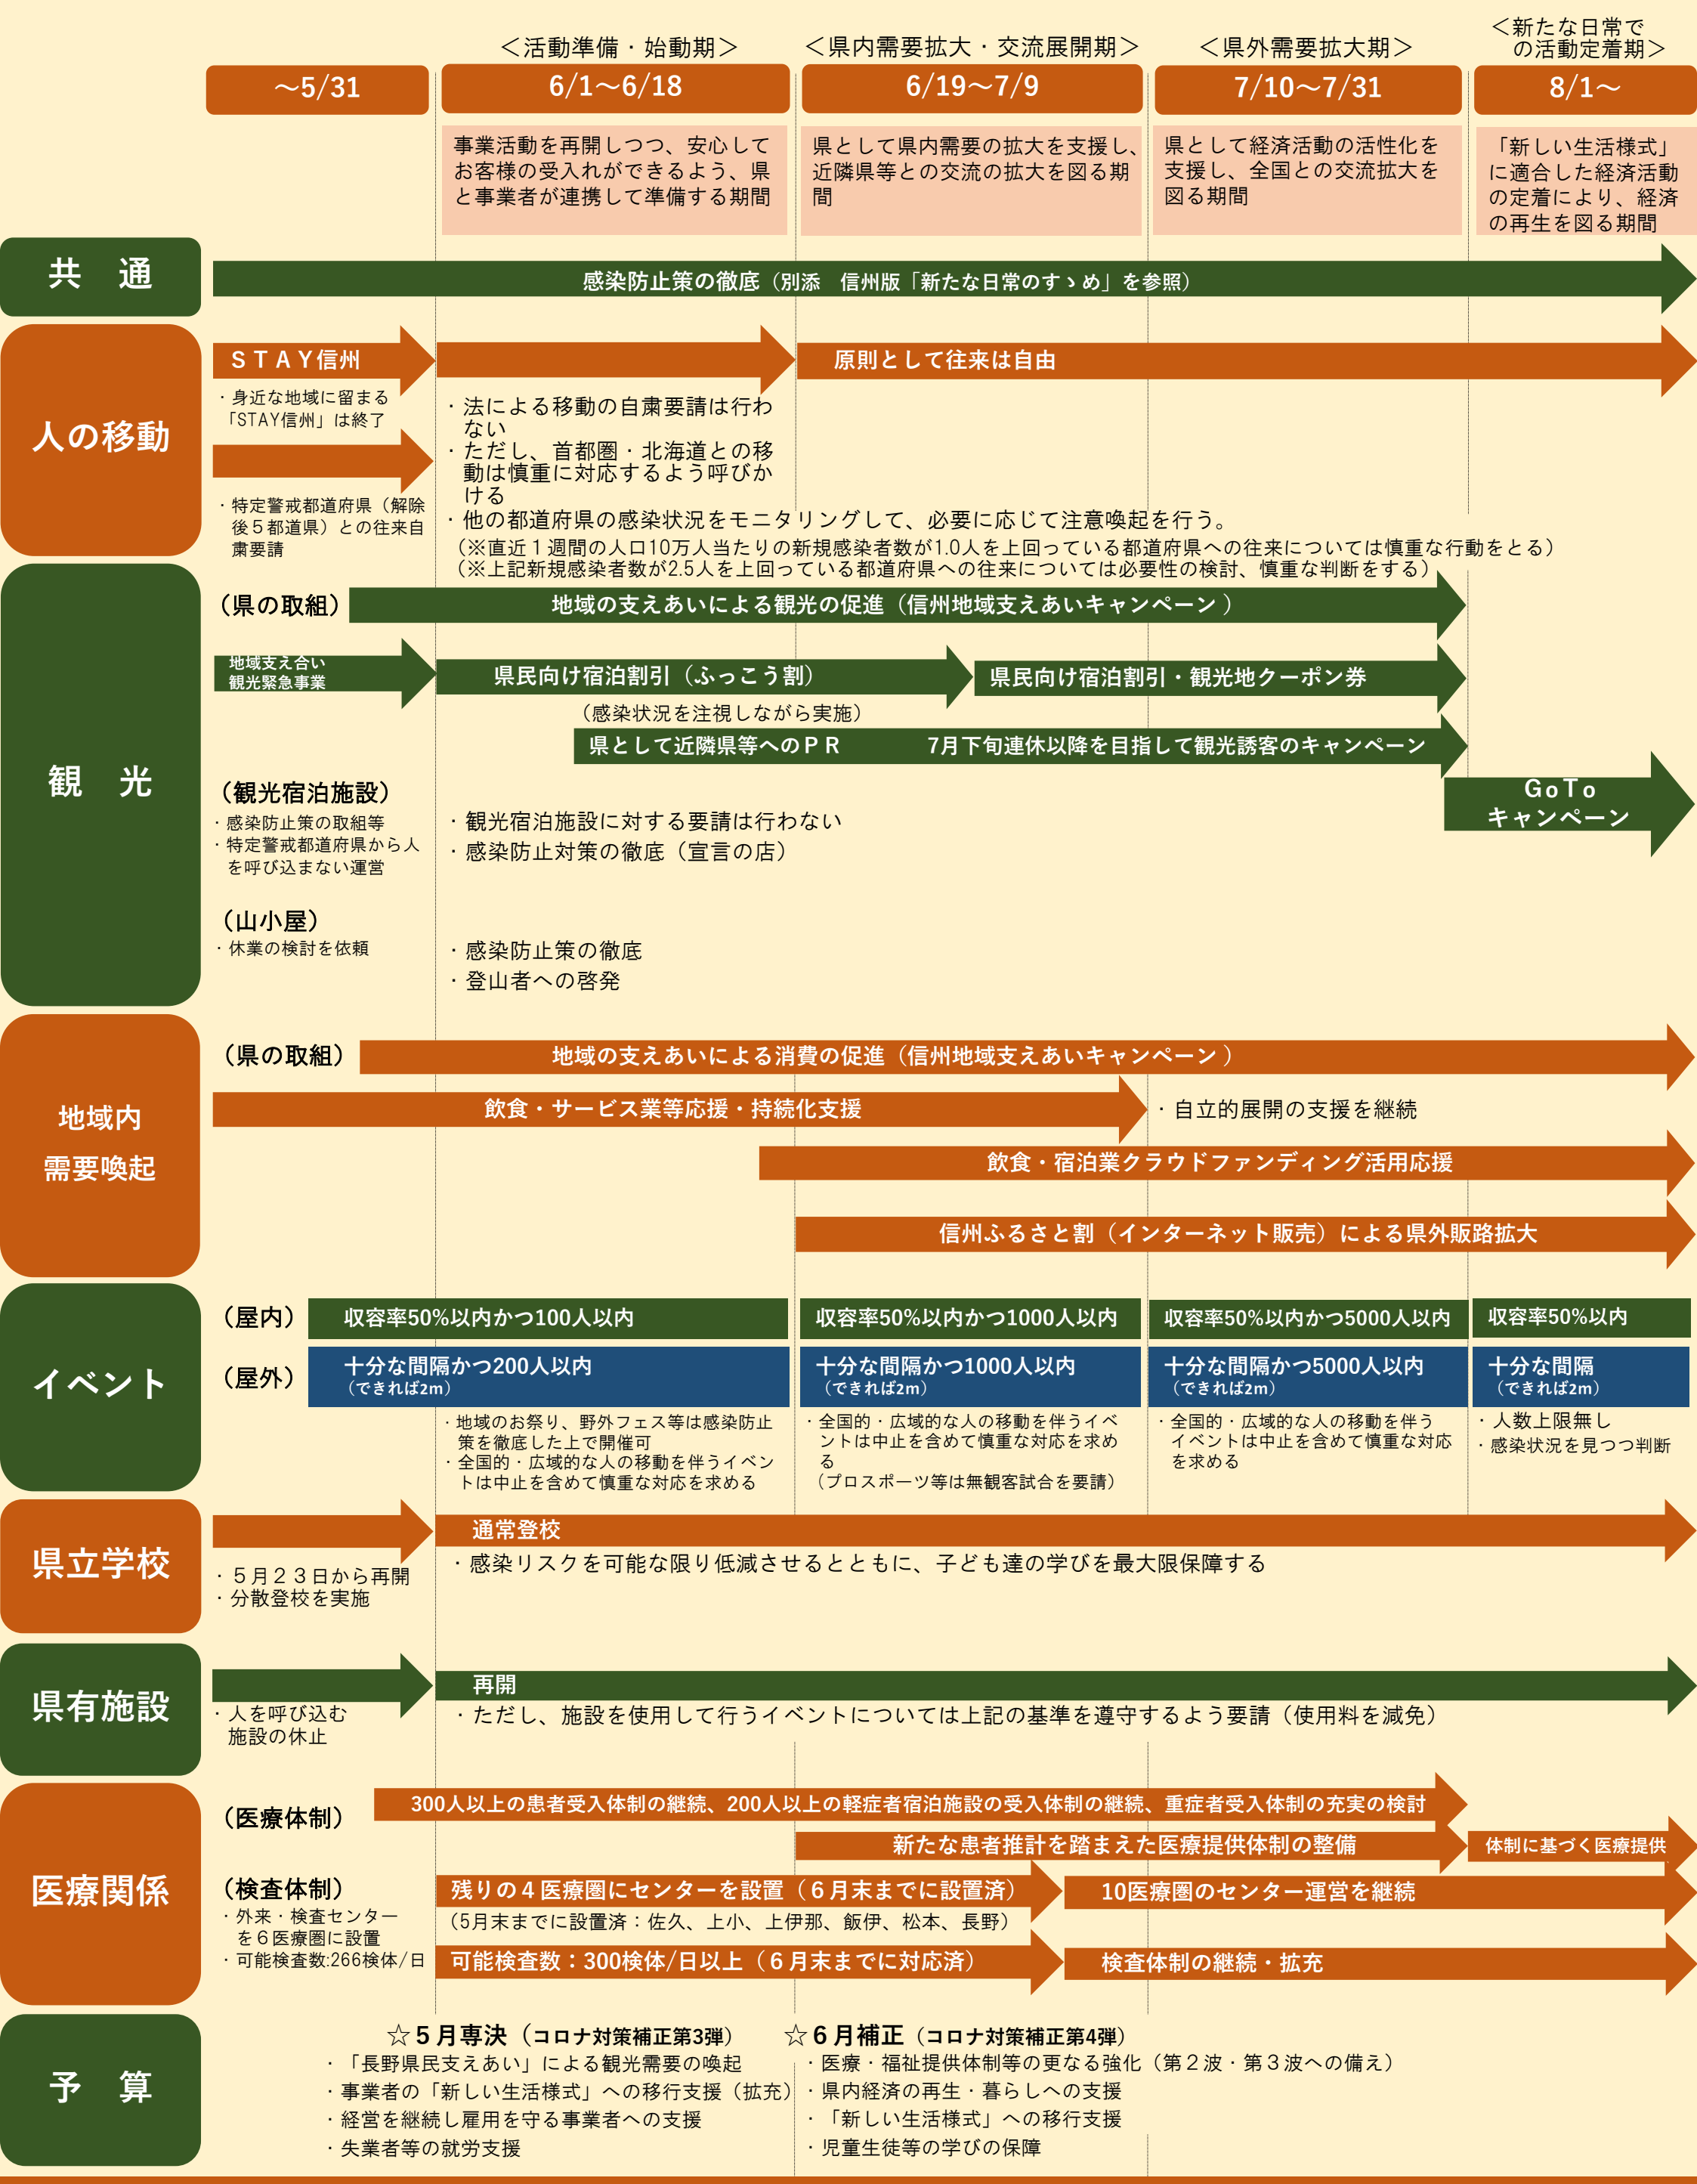 ＜活動準備・始動期＞
＜県内需要拡大・交流展開期＞
＜県外需要拡大期＞
＜新たな日常で
の活動定着期＞
～5/31
6/1～6/18
6/19～7/9
7/10～7/31
8/1～
事業活動を再開しつつ、安心して
お客様の受入れができるよう、県
と事業者が連携して準備する期間
県として県内需要の拡大を支援し、
近隣県等との交流の拡大を図る期
間
県として経済活動の活性化を
支援し、全国との交流拡大を
図る期間
「新しい生活様式」
に適合した経済活動
の定着により、経済
の再生を図る期間
共　通
感染防止策の徹底（別添　信州版「新たな日常のすゝめ」を参照）
人の移動
ＳＴＡＹ信州
原則として往来は自由
・身近な地域に留まる
「STAY信州」は終了
・特定警戒都道府県（解除
後５都道県）との往来自
粛要請
・法による移動の自粛要請は行わ
ない
・ただし、首都圏・北海道との移
動は慎重に対応するよう呼びか
ける
・他の都道府県の感染状況をモニタリングして、必要に応じて注意喚起を行う。
（※直近１週間の人口10万人当たりの新規感染者数が1.0人を上回っている都道府県への往来については慎重な行動をとる）
（※上記新規感染者数が2.5人を上回っている都道府県への往来については必要性の検討、慎重な判断をする）
観　光
（県の取組）
地域の支えあいによる観光の促進（信州地域支えあいキャンペーン ）
地域支え合い
観光緊急事業
県民向け宿泊割引（ふっこう割）
県民向け宿泊割引・観光地クーポン券
（感染状況を注視しながら実施）
県として近隣県等へのＰＲ
7月下旬連休以降を目指して観光誘客のキャンペーン
ＧｏＴｏ
キャンペーン
（観光宿泊施設）
・感染防止策の取組等
・特定警戒都道府県から人
を呼び込まない運営
・観光宿泊施設に対する要請は行わない
・感染防止対策の徹底（宣言の店）
（山小屋）
・休業の検討を依頼
・感染防止策の徹底
・登山者への啓発
地域内
需要喚起
（県の取組）
地域の支えあいによる消費の促進（信州地域支えあいキャンペーン ）
飲食・サービス業等応援・持続化支援
・自立的展開の支援を継続
飲食・宿泊業クラウドファンディング活用応援
信州ふるさと割（インターネット販売）による県外販路拡大
イベント
（屋内）
収容率50%以内かつ100人以内
収容率50%以内かつ1000人以内
収容率50%以内かつ5000人以内
収容率50%以内
（屋外）
十分な間隔かつ200人以内
（できれば2m）
十分な間隔かつ1000人以内
（できれば2m）
十分な間隔かつ5000人以内
（できれば2m）
十分な間隔
（できれば2m）
・地域のお祭り、野外フェス等は感染防止
策を徹底した上で開催可
・全国的・広域的な人の移動を伴うイベン
トは中止を含めて慎重な対応を求める
・全国的・広域的な人の移動を伴うイベ
ントは中止を含めて慎重な対応を求め
る
（プロスポーツ等は無観客試合を要請）
・全国的・広域的な人の移動を伴う
イベントは中止を含めて慎重な対応
を求める
・人数上限無し
・感染状況を見つつ判断
県立学校
通常登校
・５月２３日から再開
・分散登校を実施
・感染リスクを可能な限り低減させるとともに、子ども達の学びを最大限保障する
県有施設
再開
・人を呼び込む
施設の休止
・ただし、施設を使用して行うイベントについては上記の基準を遵守するよう要請（使用料を減免）
医療関係
（医療体制）
300人以上の患者受入体制の継続、200人以上の軽症者宿泊施設の受入体制の継続、重症者受入体制の充実の検討
新たな患者推計を踏まえた医療提供体制の整備
体制に基づく医療提供
（検査体制）
・外来・検査センター
を６医療圏に設置
・可能検査数:266検体/日
残りの４医療圏にセンターを設置（６月末までに設置済）
10医療圏のセンター運営を継続
（5月末までに設置済：佐久、上小、上伊那、飯伊、松本、長野）
可能検査数：300検体/日以上（６月末までに対応済）
検査体制の継続・拡充
予　算
☆５月専決（コロナ対策補正第3弾）
・「長野県民支えあい」による観光需要の喚起
・事業者の「新しい生活様式」への移行支援（拡充）
・経営を継続し雇用を守る事業者への支援
・失業者等の就労支援
☆６月補正（コロナ対策補正第4弾）
・医療・福祉提供体制等の更なる強化（第２波・第３波への備え）
・県内経済の再生・暮らしへの支援
・「新しい生活様式」への移行支援
・児童生徒等の学びの保障